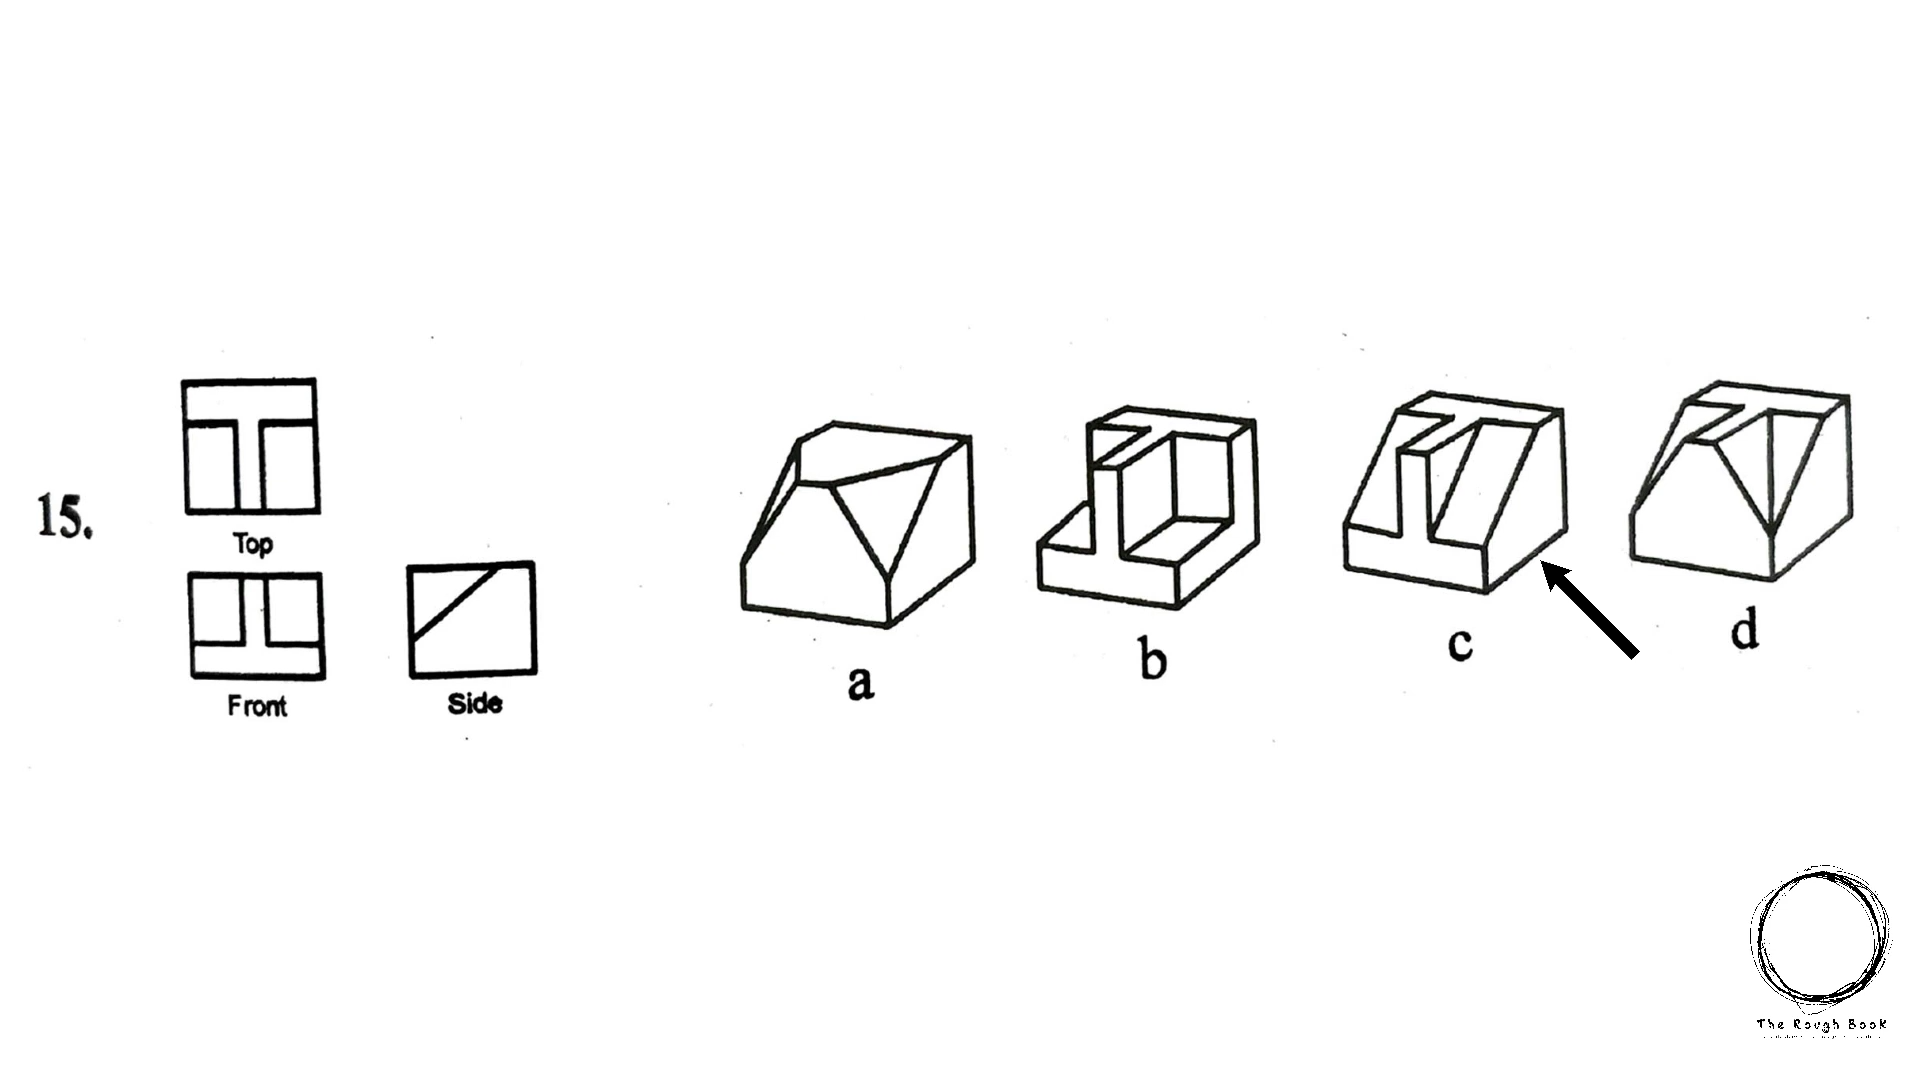 15.
Top
Front
Side
a
b
c
d
The Rough Book